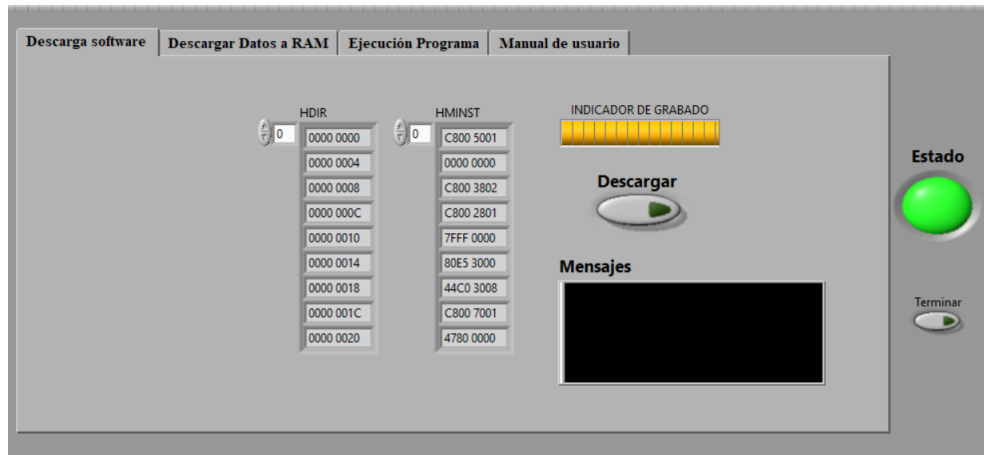 Descarga software Descargar Datos a RAM Ejecución Programa Manual de usuario
HDIR HMINST INDICADOR DE GRABADO
0 0000 0000 0 C800 5001
0000 0004 0000 0000
0000 0008 C800 3802
0000 000C C800 2801
0000 0010 7FFF 0000
0000 0014 80E5 3000
0000 0018 44C0 3008
0000 001C C800 7001
0000 0020 4780 0000
Descargar
Mensajes
Estado
Terminar